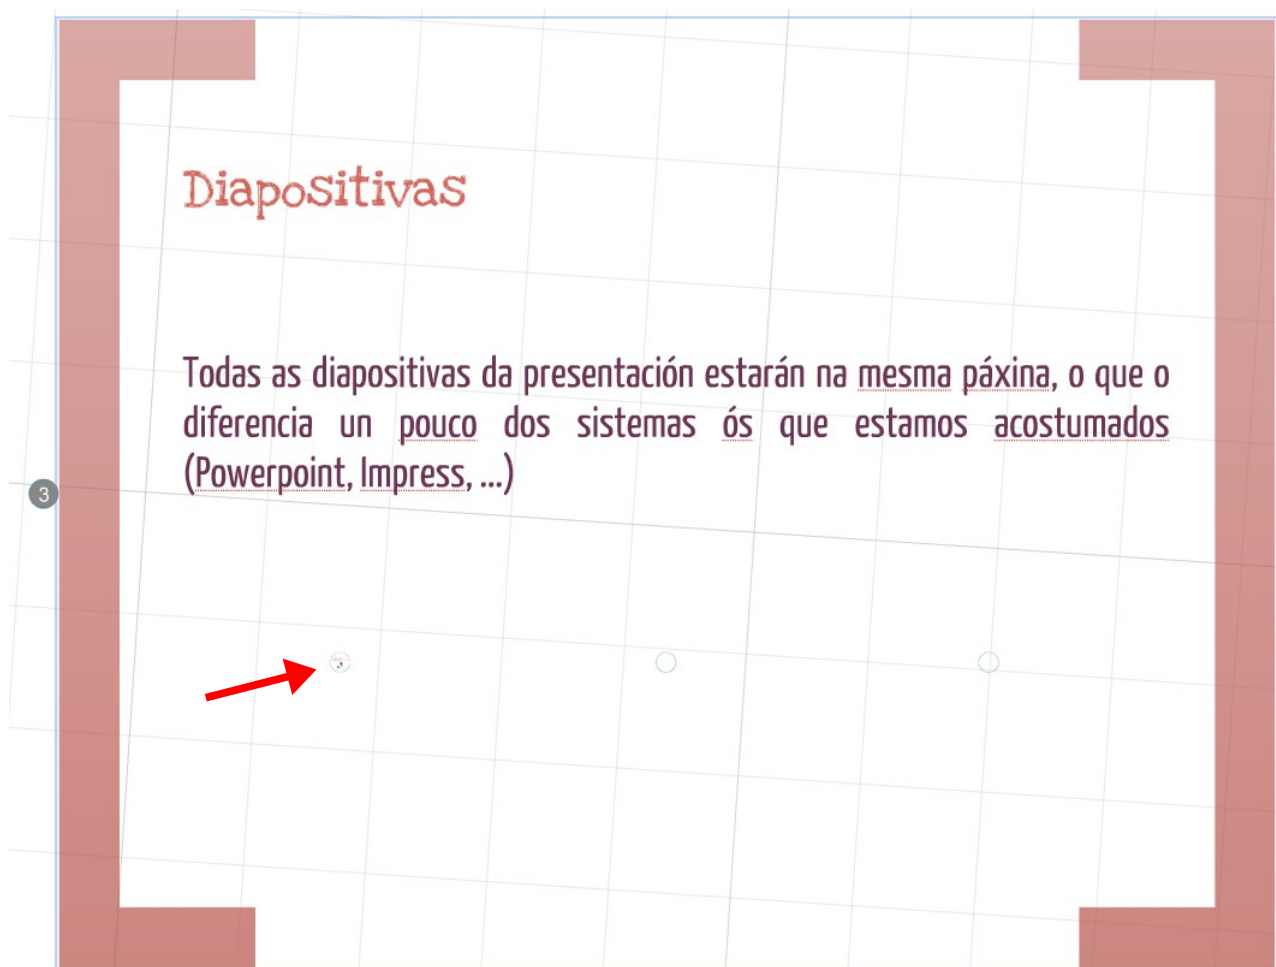 Diapositivas
Todas as diapositivas da presentación estarán na mesma páxina, o que o
diferencia un pouco dos sistemas ós que estamos acostumados
(Powerpoint, Impress, ...)
3